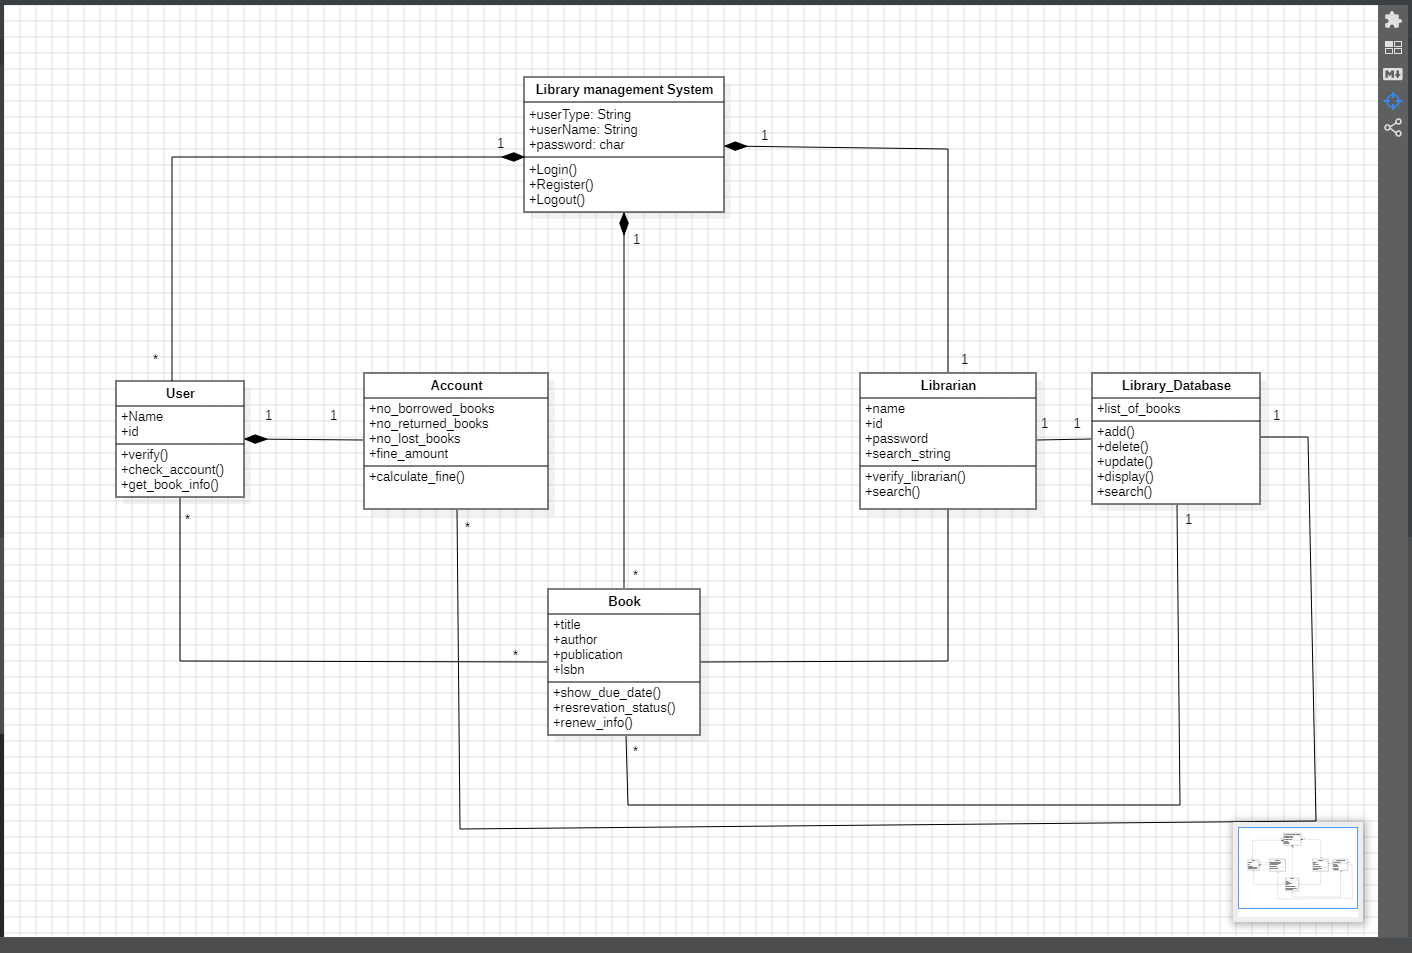 Library management System
+userType: String
+userName: String
+password: char
+Login()
+Register()
+Logout()
1
1
1
*
1
User
+Name
+id
+verify()
+check_account()
+get_book_info()
1
1
Account
+no_borrowed_books
+no_returned_books
+no_lost_books
+fine_amount
+calculate_fine()
Librarian
+name
+id
+password
+search_string
+verify_librarian()
+search()
1
1
Library_Database
+list_of_books
+add()
+delete()
+update()
+display()
+search()
1
*
*
1
*
Book
+title
+author
+publication
+Isbn
+show_due_date()
+resrevation_status()
+renew_info()
*
*
M